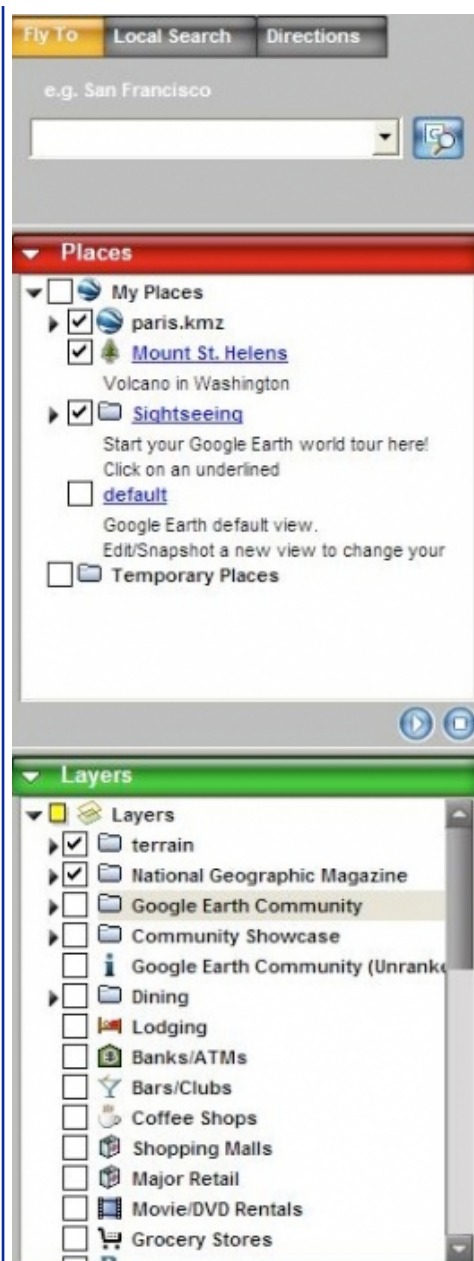 Fly To Local Search Directions
e.g. San Francisco
Places
My Places
paris.kmz
Mount St. Helens
Volcano in Washington
Sightseeing
Start your Google Earth world tour here!
Click on an underlined
default
Google Earth default view.
Edit/Snapshot a new view to change your
Temporary Places
Layers
Layers
terrain
National Geographic Magazine
Google Earth Community
Community Showcase
Google Earth Community (Unranke
Dining
Lodging
Banks/ATMs
Bars/Clubs
Coffee Shops
Shopping Malls
Major Retail
Movie/DVD Rentals
Grocery Stores